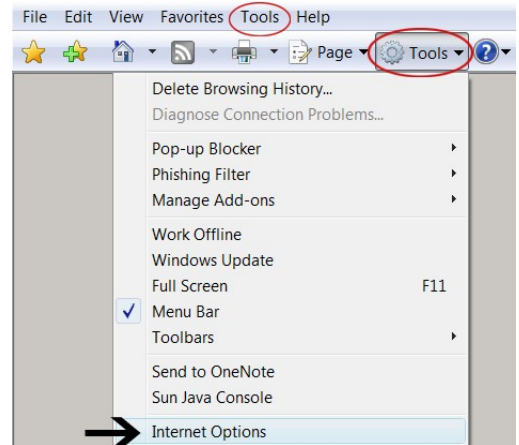 File Edit View Favorites Tools Help
Page Tools ?
Delete Browsing History...
Diagnose Connection Problems...
Pop-up Blocker
Phishing Filter
Manage Add-ons
Work Offline
Windows Update
Full Screen F11
Menu Bar
Toolbars
Send to OneNote
Sun Java Console
Internet Options